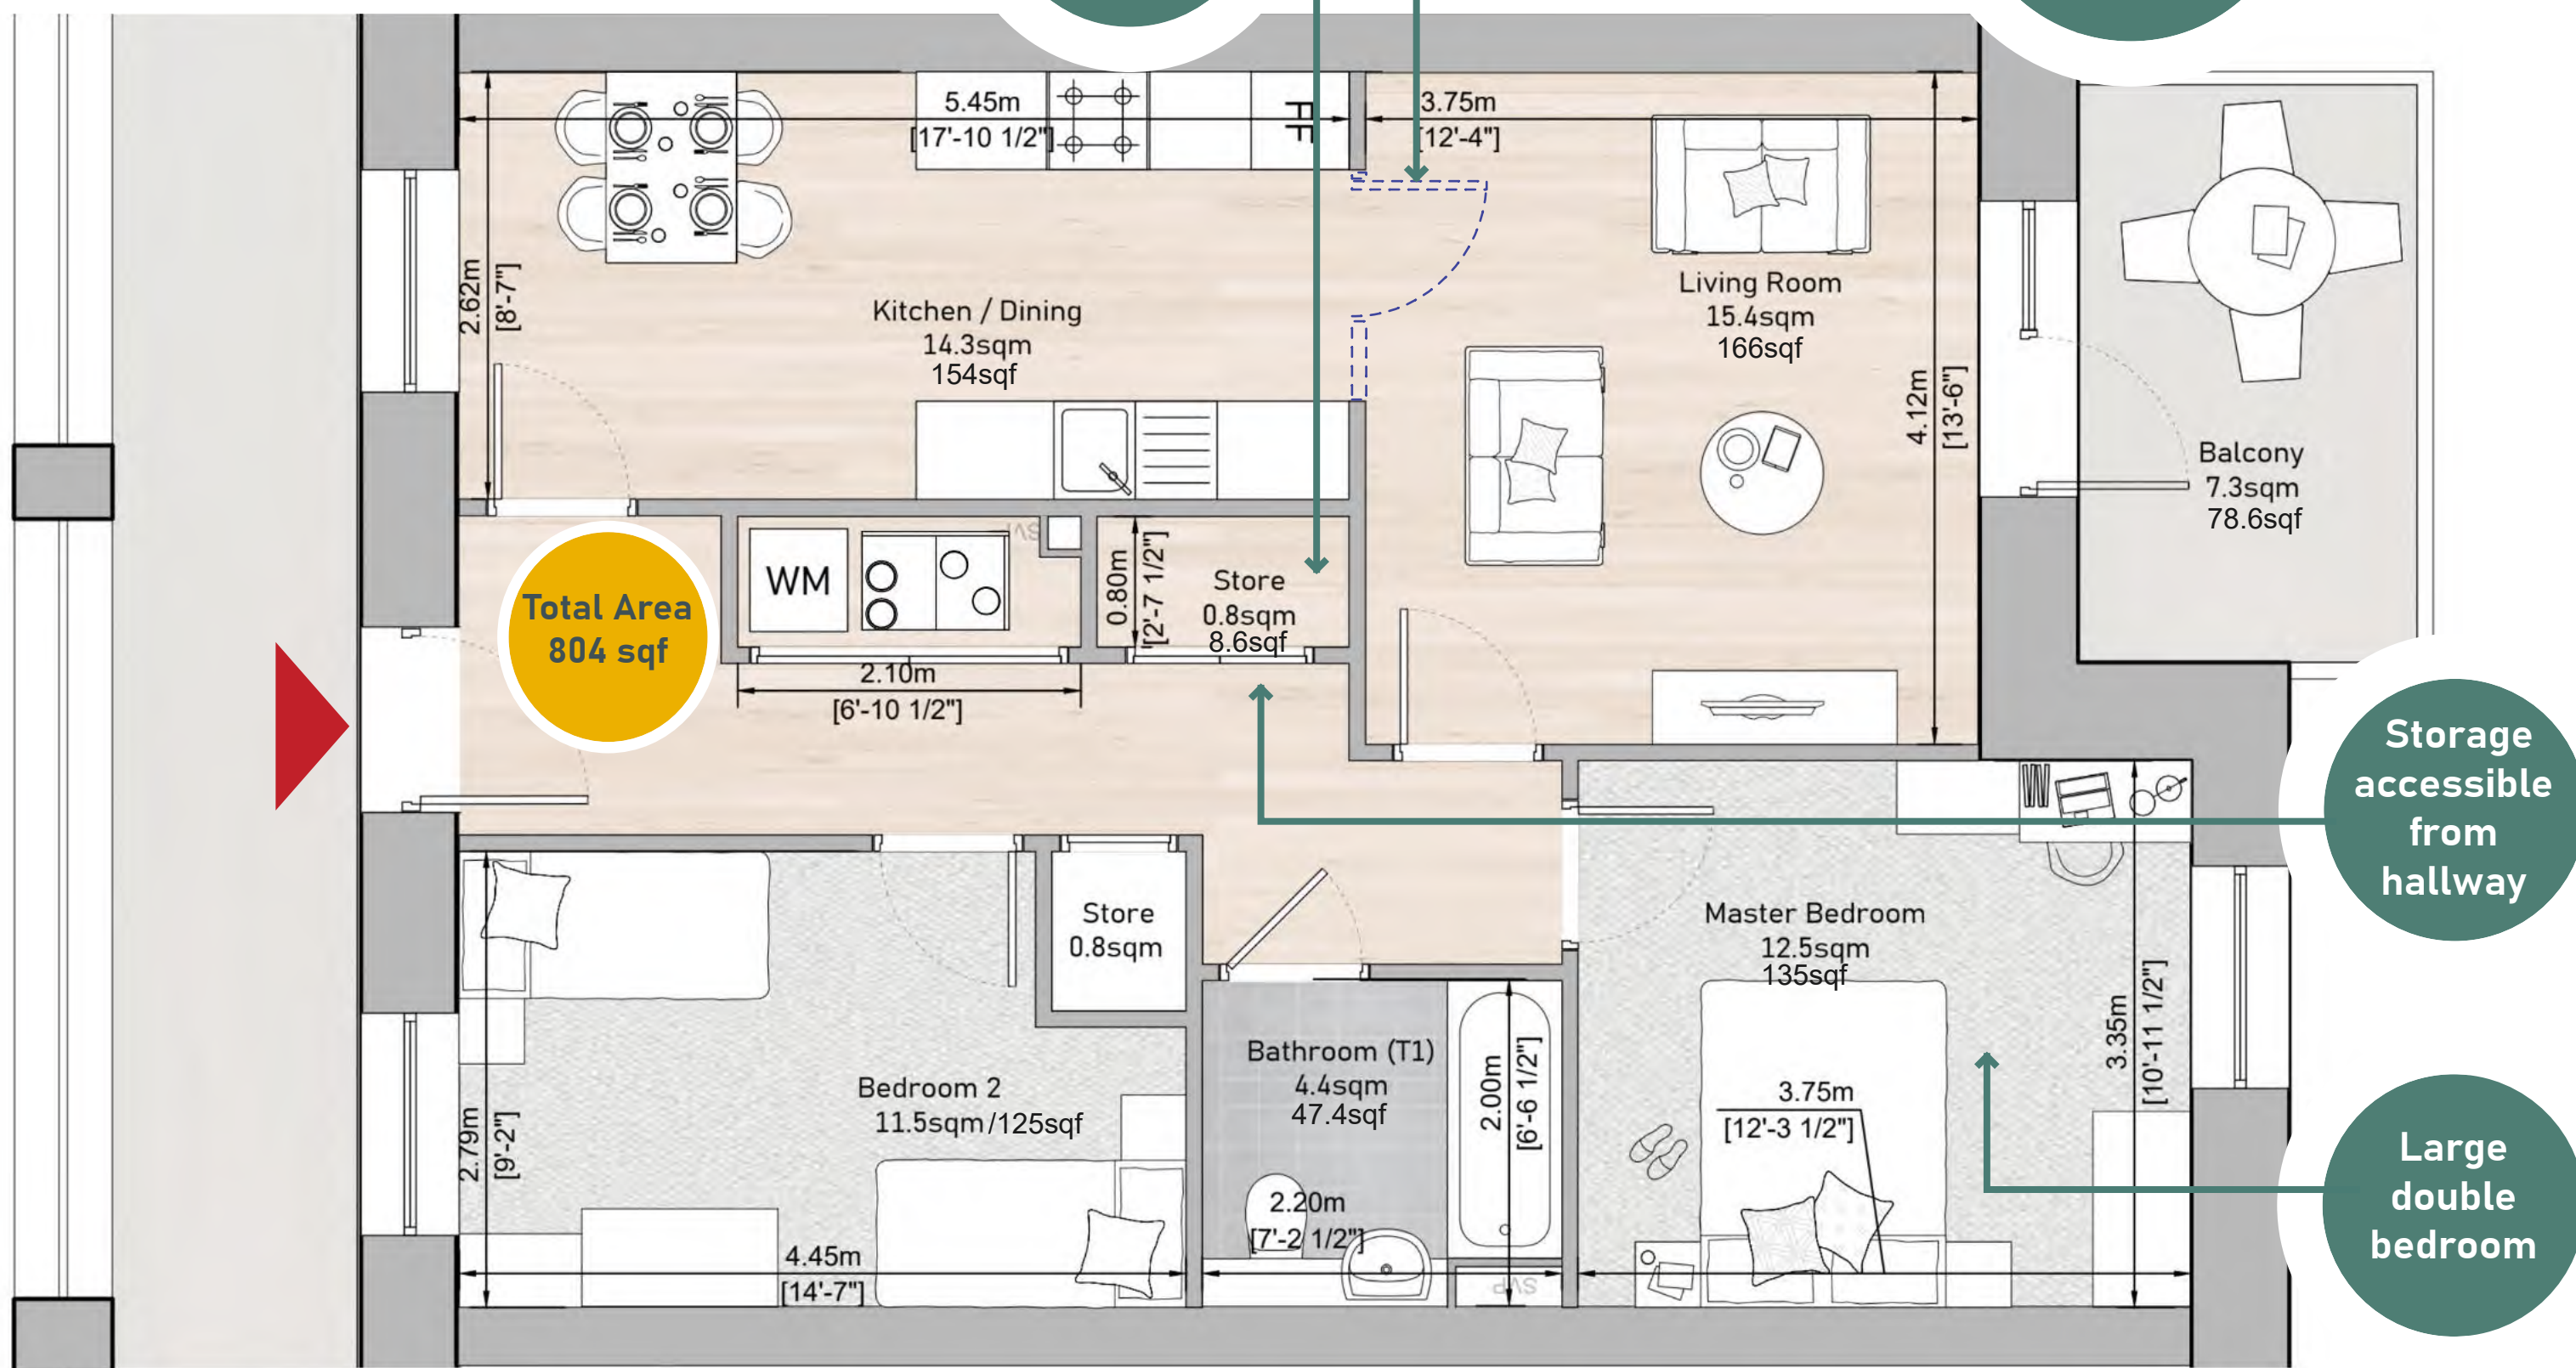 5.45m
[17'-10 1/2"]
FF
3.75m
[12'-4"]
2.62m
[8'-7"]
Kitchen / Dining
14.3sqm
154sqf
Living Room
15.4sqm
166sqf
4.12m
[13'-6"]
Balcony
7.3sqm
78.6sqf
Total Area
804 sqf
WM
SVP
0.80m
[2'-7 1/2"]
Store
0.8sqm
8.6sqf
2.10m
[6'-10 1/2"]
Storage
accessible
from
hallway
Store
0.8sqm
Master Bedroom
12.5sqm
135sqf
3.35m
[10'-11 1/2"]
3.75m
[12'-3 1/2"]
Bedroom 2
11.5sqm/125sqf
2.79m
[9'-2"]
4.45m
[14'-7"]
Bathroom (T1)
4.4sqm
47.4sqf
2.00m
[6'-6 1/2"]
2.20m
[7'-2 1/2"]
SVP
Large
double
bedroom